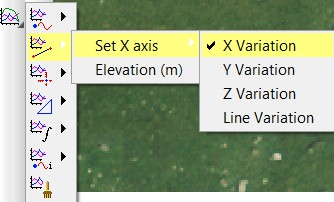 Set X axis
Elevation (m)
X Variation
Y Variation
Z Variation
Line Variation